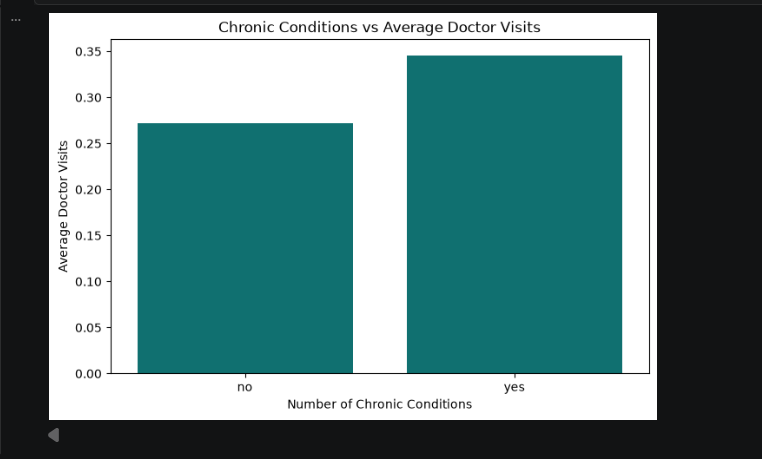 ...
Chronic Conditions vs Average Doctor Visits
Average Doctor Visits
0.35
0.30
0.25
0.20
0.15
0.10
0.05
0.00
no yes
Number of Chronic Conditions